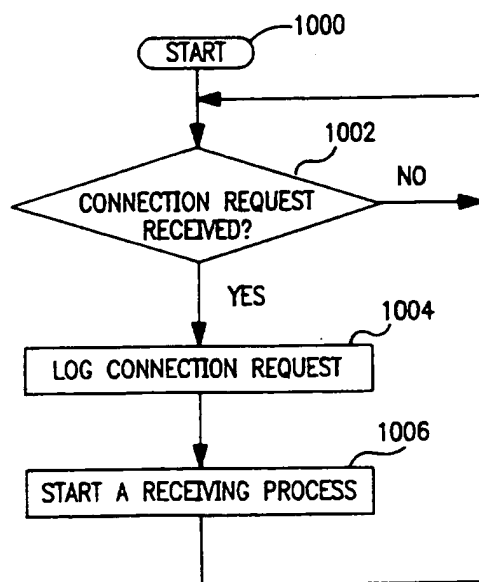 1000
START
1002
CONNECTION REQUEST
RECEIVED?
NO
YES
1004
LOG CONNECTION REQUEST
1006
START A RECEIVING PROCESS